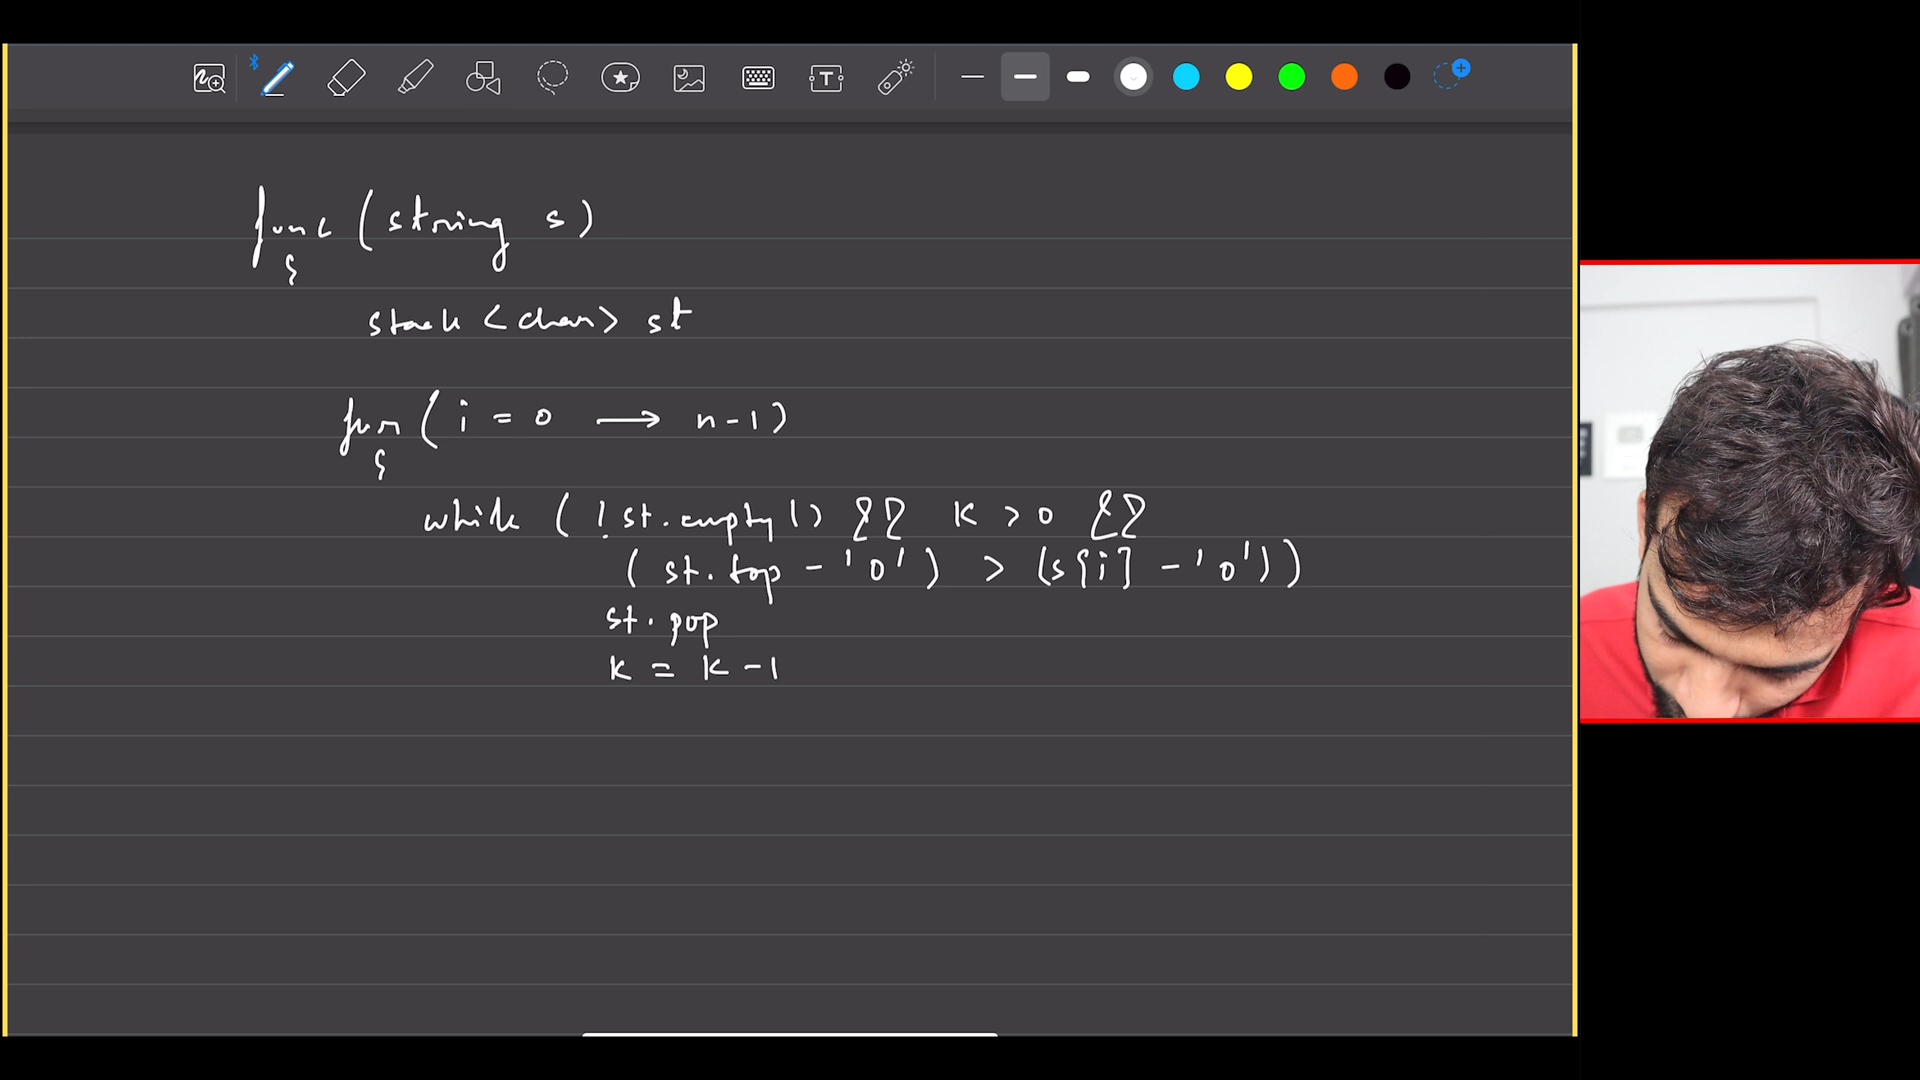 func (string s)
{
stack <char> st
for ( i = 0 → n-1)
{
while ( !st.empty() && k > 0 &&
( st.top - '0' ) > (s[i] - '0'))
st.pop
k = k - 1